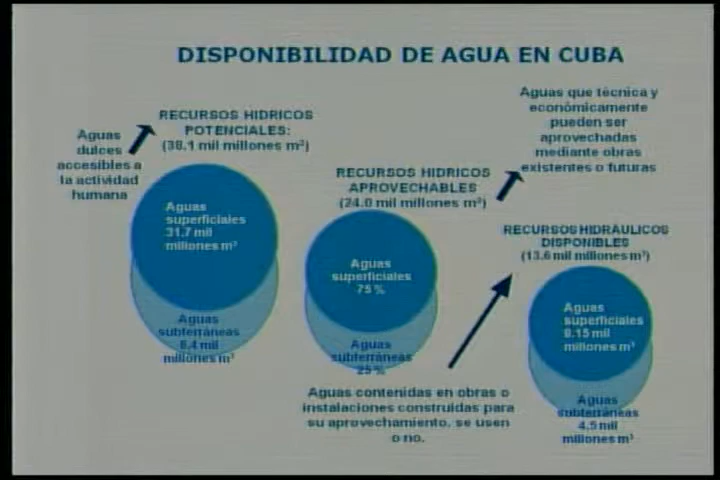 DISPONIBILIDAD DE AGUA EN CUBA
Aguas
dulces
accesibles a
la actividad
humana
RECURSOS HIDRICOS
POTENCIALES:
(38.1 mil millones m³)
Aguas
superficiales
31.7 mil
millones m³
Aguas
subterráneas
6,4 mil
millones m³
RECURSOS HIDRICOS
APROVECHABLES
(24.0 mil millones m³)
Aguas
superficiales
75 %
Aguas
subterráneas
25 %
Aguas que técnica y
económicamente
pueden ser
aprovechadas
mediante obras
existentes o futuras
RECURSOS HIDRÁULICOS
DISPONIBLES
(13.6 mil millones m³)
Aguas
superficiales
9.15 mil
millones m³
Aguas
subterráneas
4,5 mil
millones m³
Aguas contenidas en obras o
instalaciones construidas para
su aprovechamiento, se usen
o no.